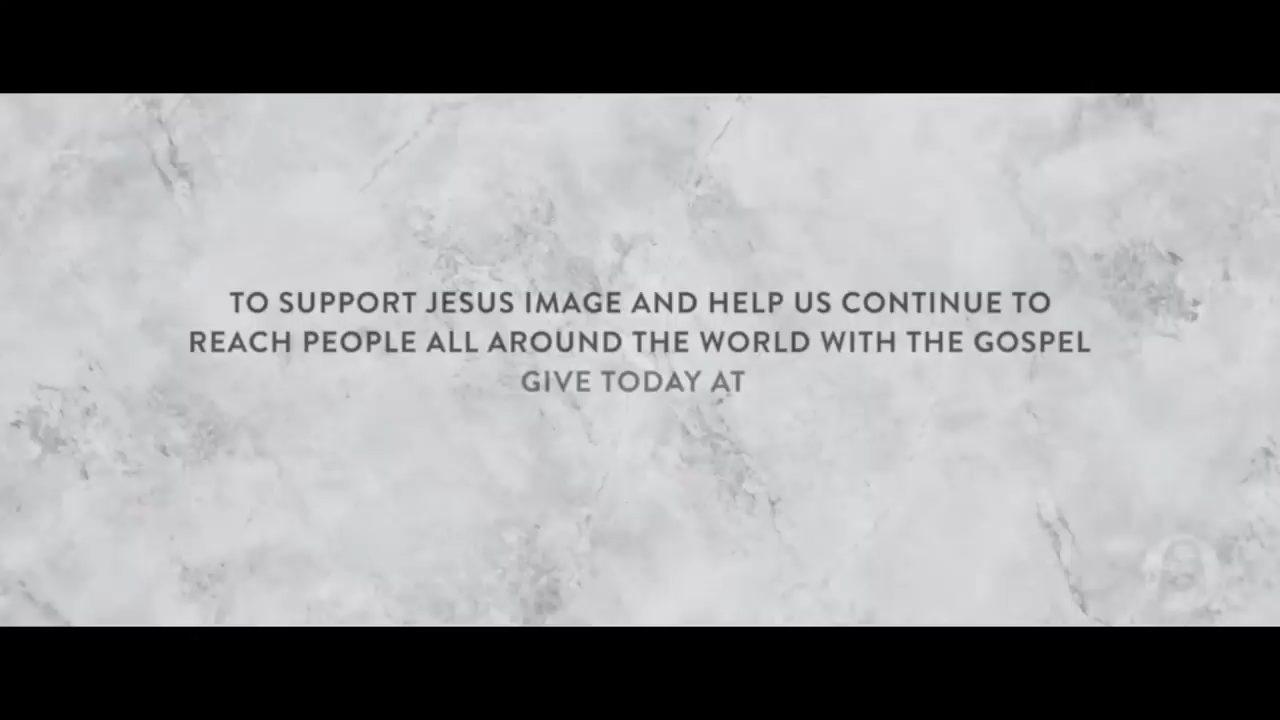 TO SUPPORT JESUS IMAGE AND HELP US CONTINUE TO
REACH PEOPLE ALL AROUND THE WORLD WITH THE GOSPEL
GIVE TODAY AT